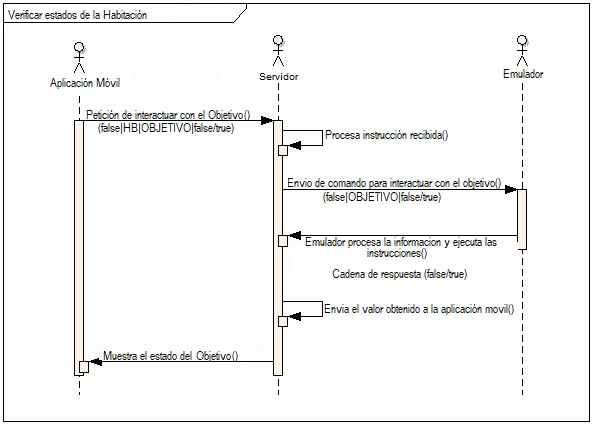 Verificar estados de la Habitación
Aplicación Móvil
Servidor
Emulador
Petición de interactuar con el Objetivo()
(false|HB|OBJETIVO|false/true)
Procesa instrucción recibida()
Envio de comando para interactuar con el objetivo()
(false|OBJETIVO|false/true)
Emulador procesa la informacion y ejecuta las
instrucciones()
Cadena de respuesta (false/true)
Envia el valor obtenido a la aplicación movil()
Muestra el estado del Objetivo()